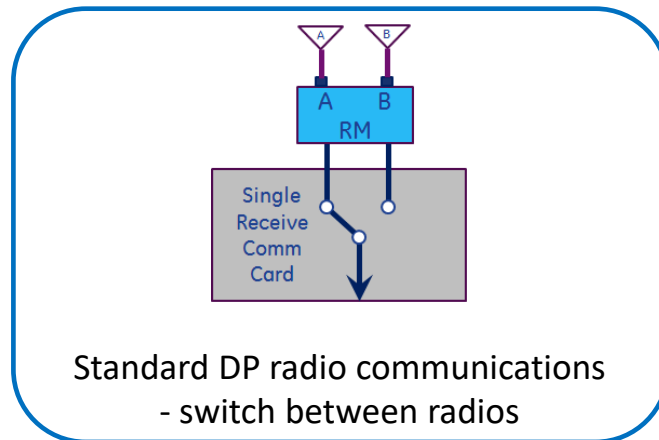 A B
A B
RM
Single
Receive
Comm
Card
Standard DP radio communications
- switch between radios